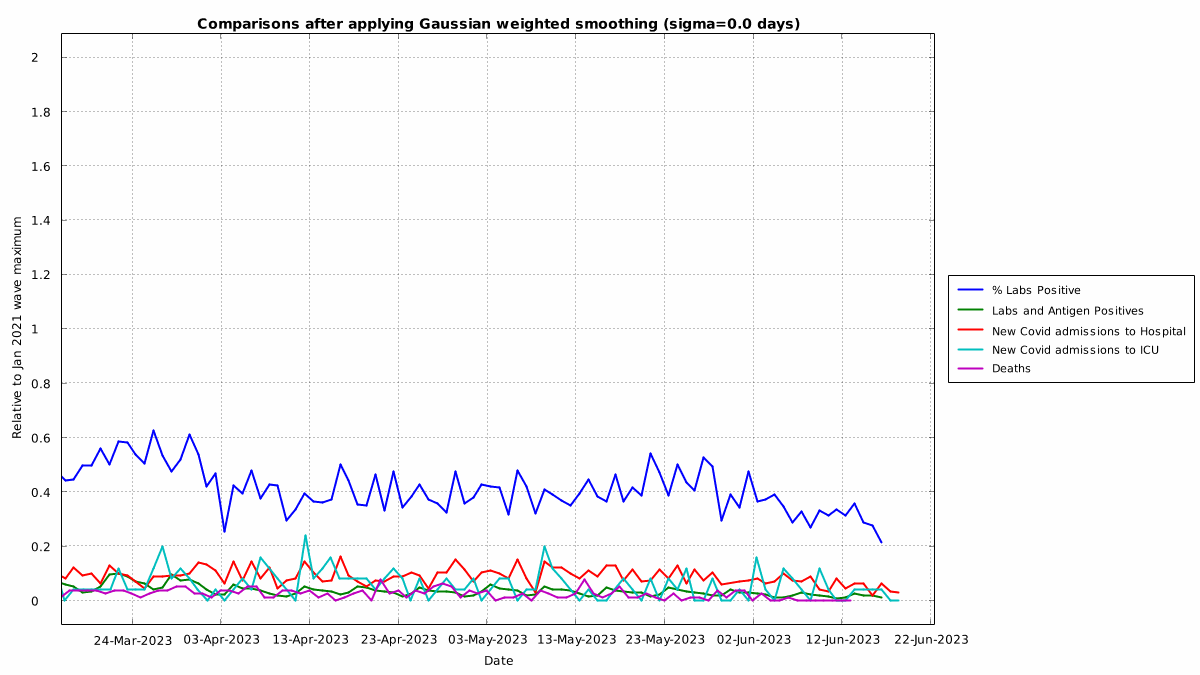 Comparisons after applying Gaussian weighted smoothing (sigma=0.0 days)
2
1.8
1.6
1.4
1.2
1
0.8
0.6
0.4
0.2
0
Relative to Jan 2021 wave maximum
24-Mar-2023 03-Apr-2023 13-Apr-2023 23-Apr-2023 03-May-2023 13-May-2023 23-May-2023 02-Jun-2023 12-Jun-2023 22-Jun-2023
Date
% Labs Positive
Labs and Antigen Positives
New Covid admissions to Hospital
New Covid admissions to ICU
Deaths